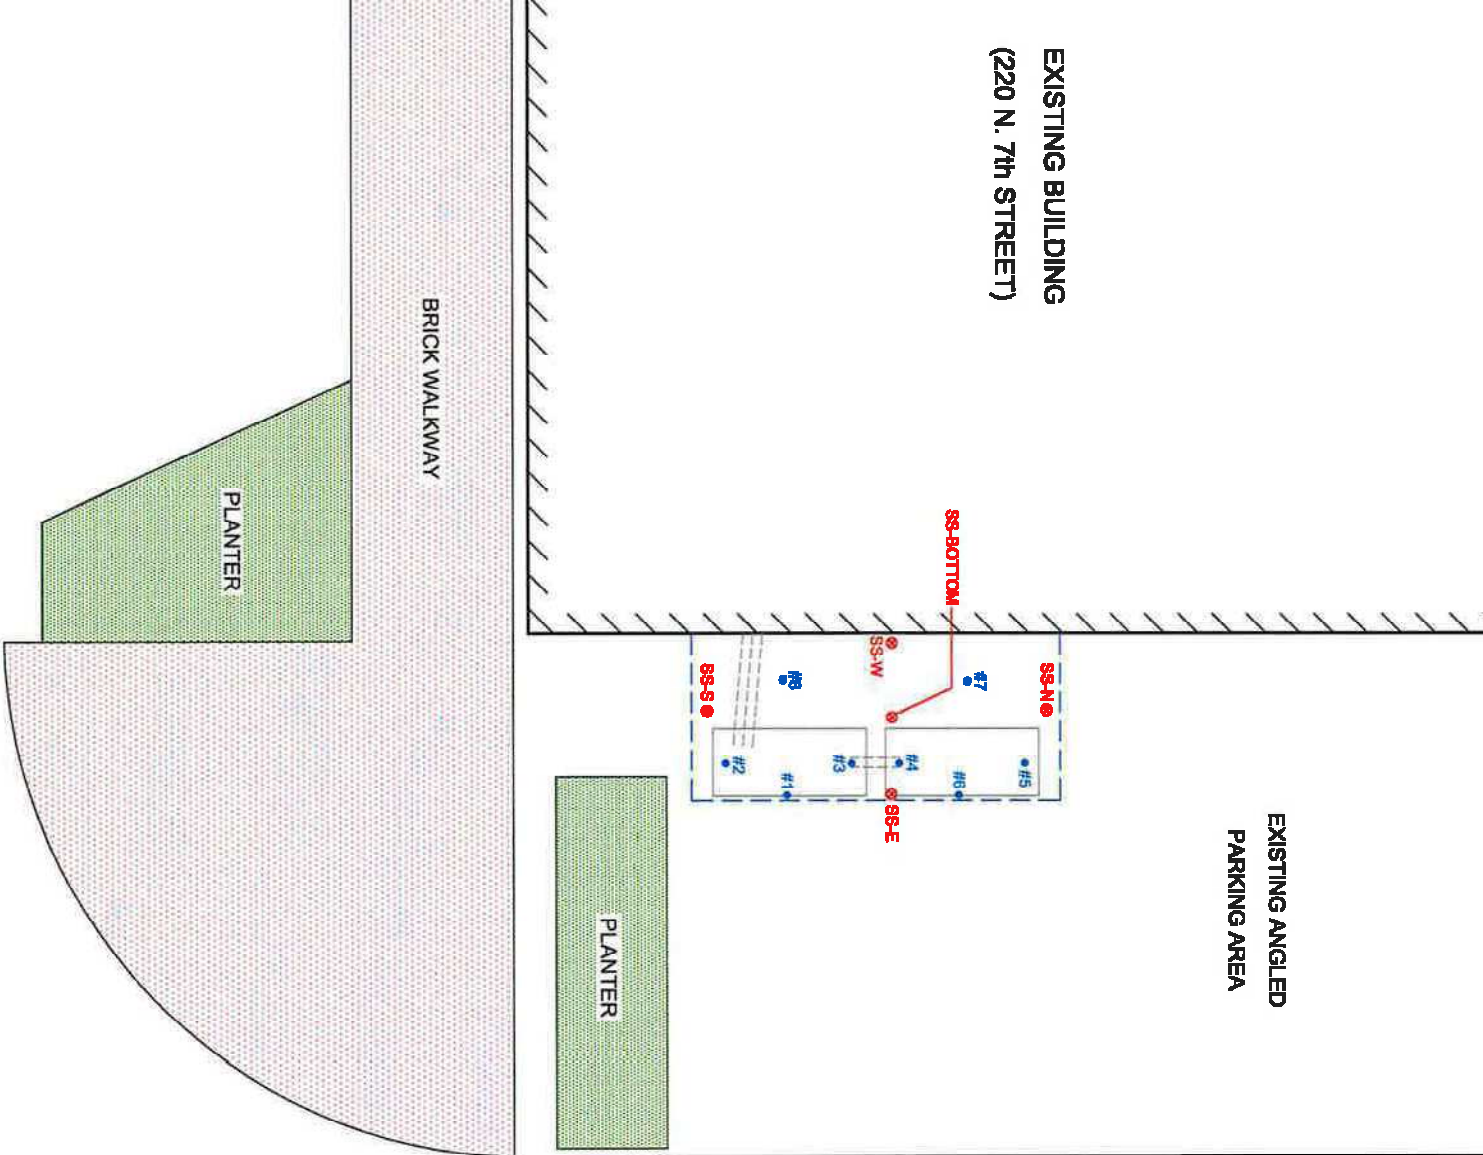 EXISTING BUILDING
(220 N. 7th STREET)
BRICK WALKWAY
PLANTER
SS-BOTTOM
SS-W
SS-N
#7
#8
SS-S
#5
#6
#4
#3
#1
#2
SS-E
EXISTING ANGLED
PARKING AREA
PLANTER